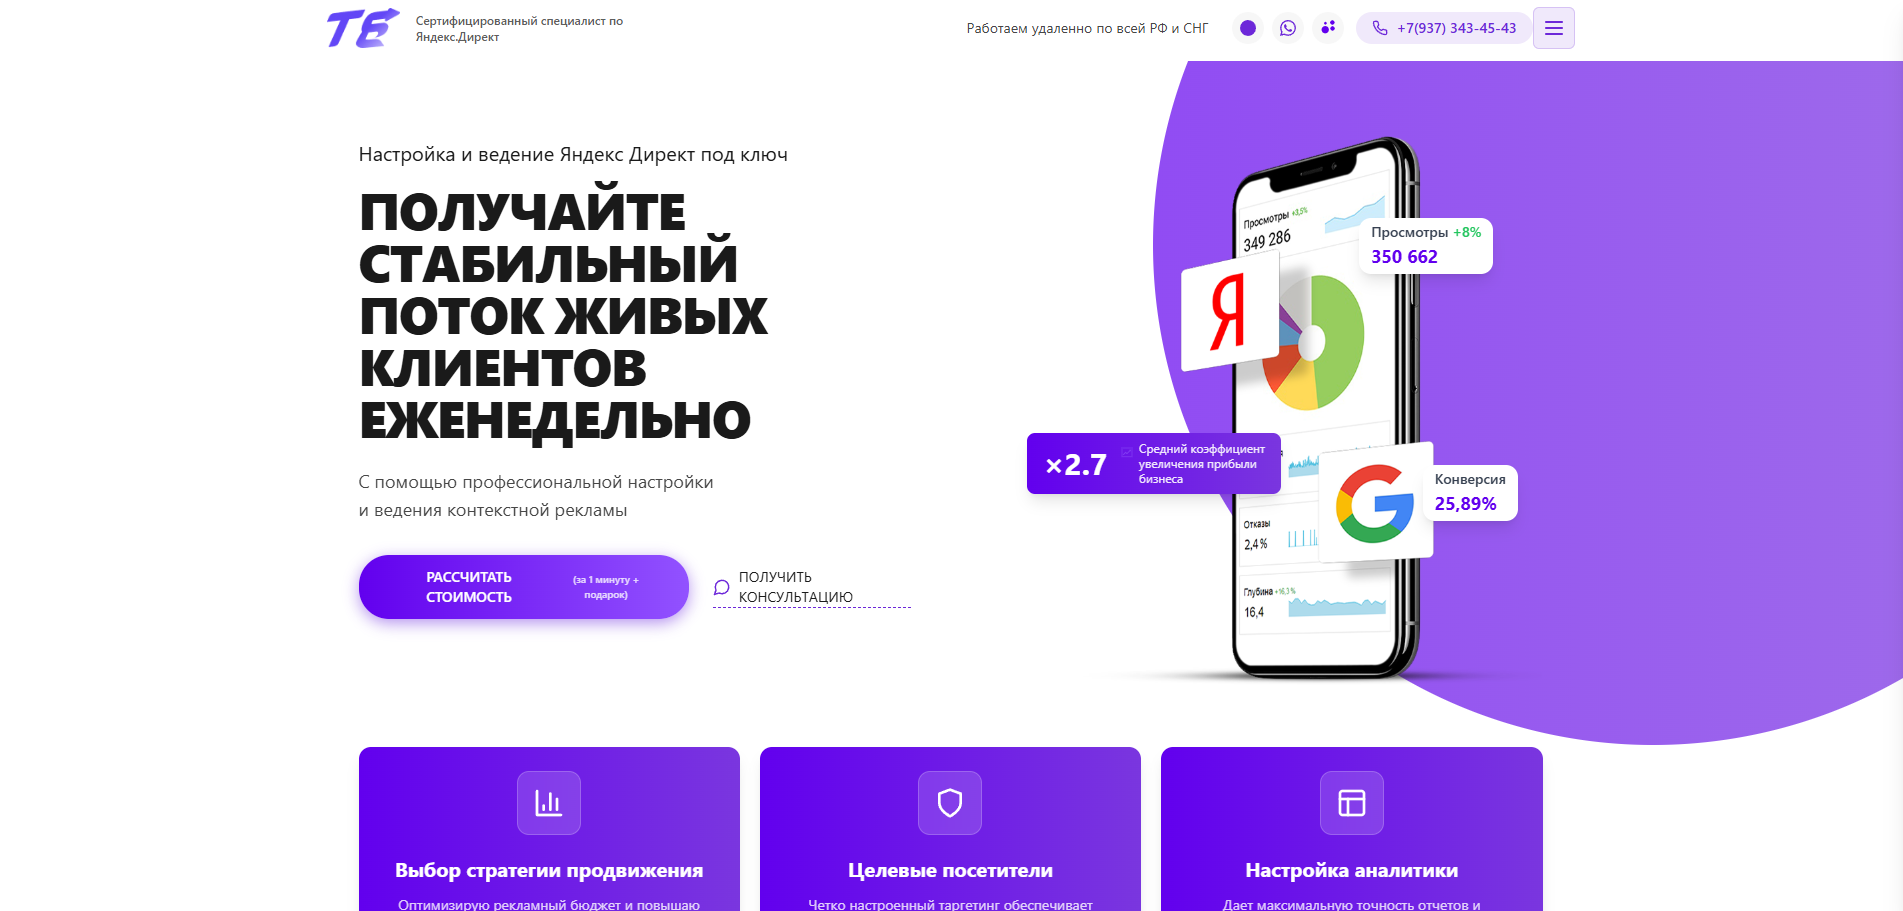 ТЕ
Сертифицированный специалист по
Яндекс.Директ
Работаем удаленно по всей РФ и СНГ
+7(937) 343-45-43
Настройка и ведение Яндекс Директ под ключ
ПОЛУЧАЙТЕ
СТАБИЛЬНЫЙ
ПОТОК ЖИВЫХ
КЛИЕНТОВ
ЕЖЕНЕДЕЛЬНО
С помощью профессиональной настройки
и ведения контекстной рекламы
РАССЧИТАТЬ
СТОИМОСТЬ
(за 1 минуту +
подарок)
ПОЛУЧИТЬ
КОНСУЛЬТАЦИЮ
Просмотры +3,5%
349 286
Просмотры +8%
350 662
Я
×2.7
Средний коэффициент
увеличения прибыли
бизнеса
G
Конверсия
25,89%
Отказы
2,4 %
Глубина +16,3 %
16,4
Выбор стратегии продвижения
Оптимизирую рекламный бюджет и повышаю
Целевые посетители
Четко настроенный таргетинг обеспечивает
Настройка аналитики
Дает максимальную точность отчетов и